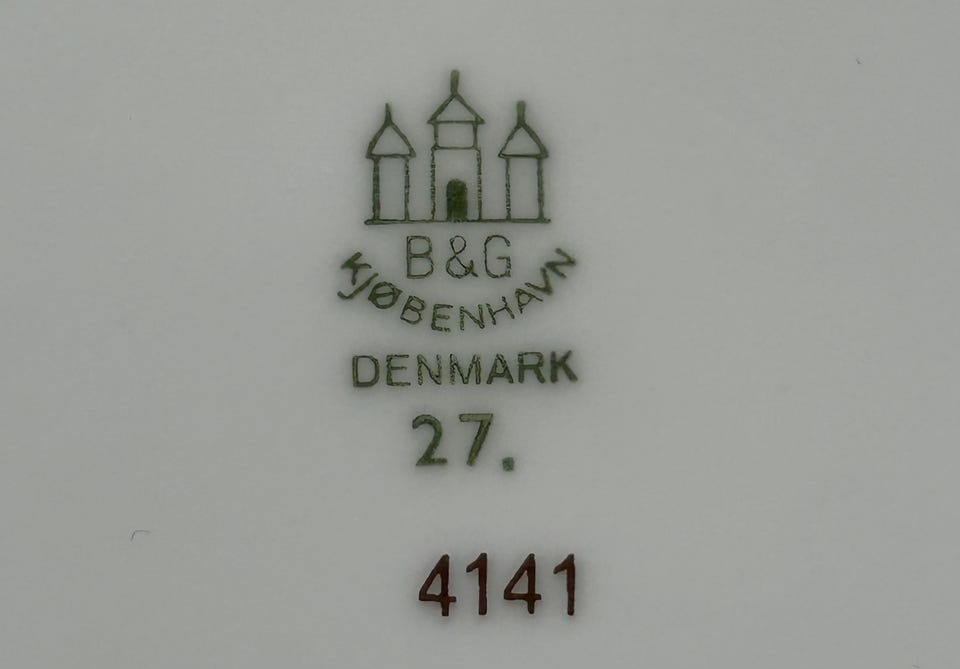 B&G
KJØBENHAVN
DENMARK
27.
4141